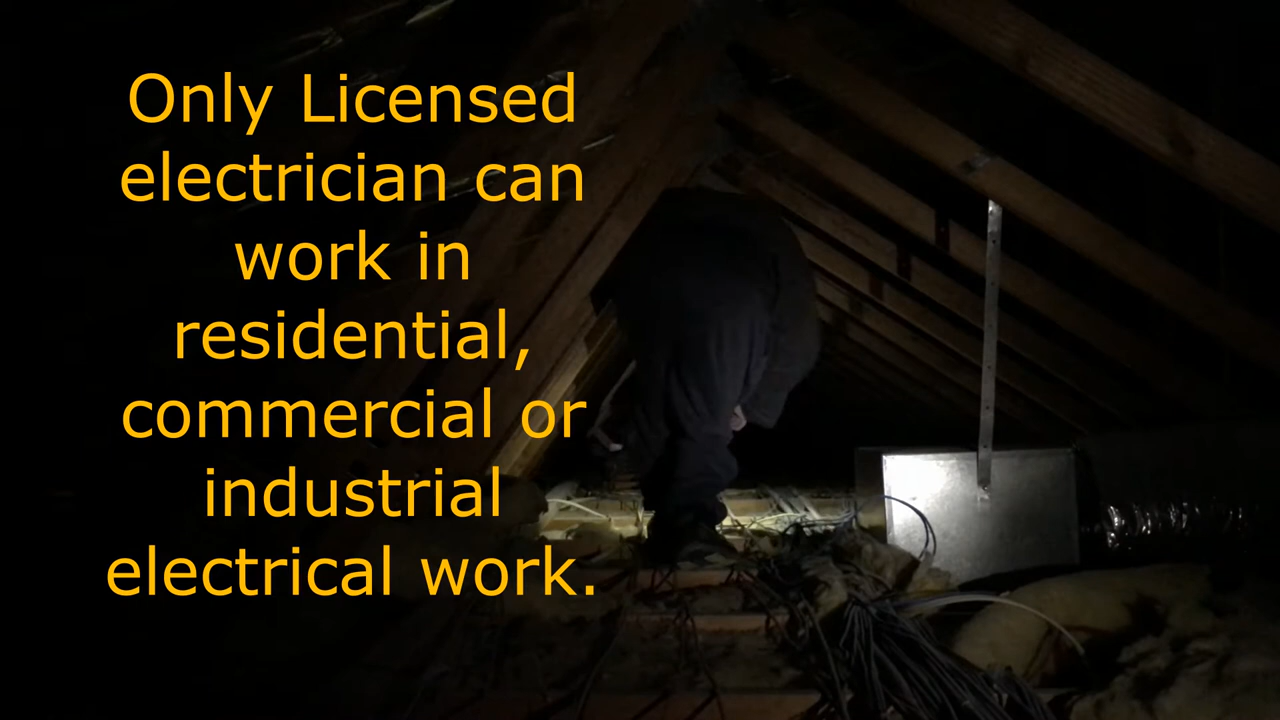 Only Licensed
electrician can
work in
residential,
commercial or
industrial
electrical work.